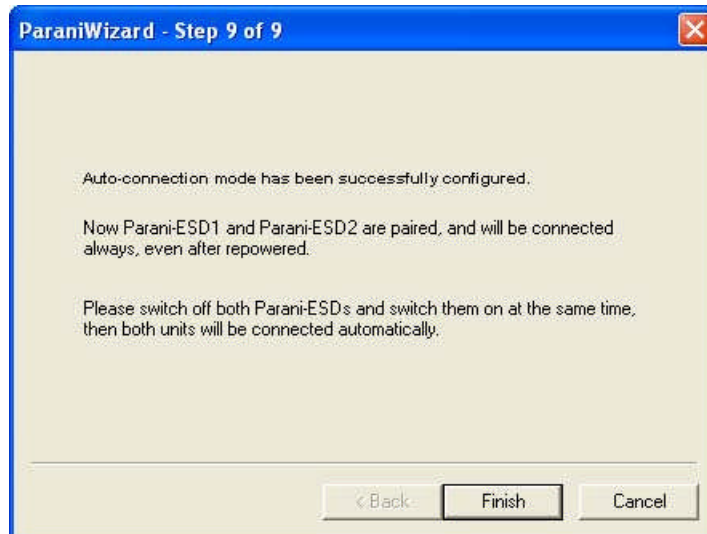 ParaniWizard - Step 9 of 9
Auto-connection mode has been successfully configured.
Now Parani-ESD1 and Parani-ESD2 are paired, and will be connected
always, even after repowered.
Please switch off both Parani-ESDs and switch them on at the same time,
then both units will be connected automatically.
< Back Finish Cancel